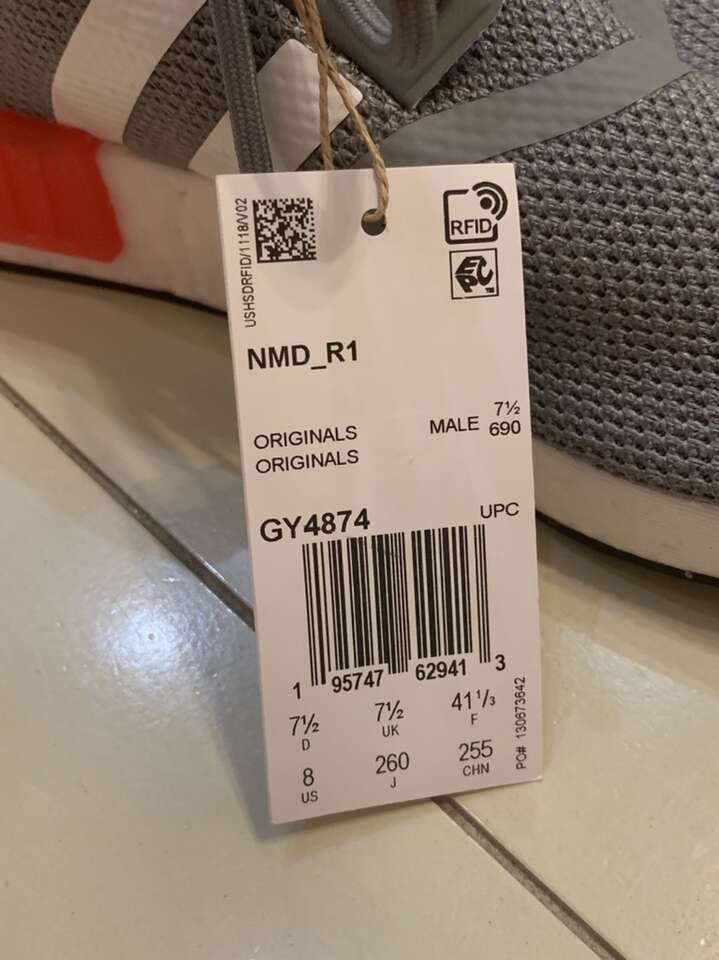 USHSDRFID/1118/V02
RFID
EPC™
NMD_R1
ORIGINALS
ORIGINALS
MALE 7½
690
GY4874
UPC
1 95747 62941 3
7½ 7½ 41⅓
D UK F
8 260 255
US J CHN
PO# 130673642